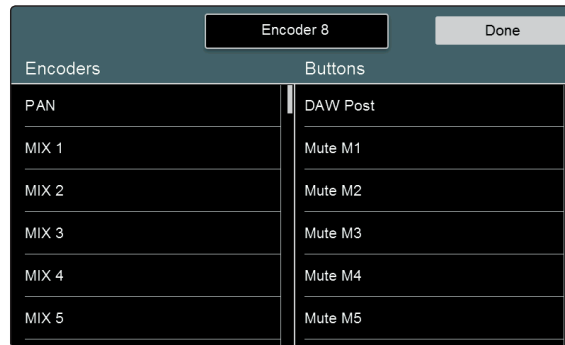 Encoder 8 Done
Encoders Buttons
PAN DAW Post
MIX 1 Mute M1
MIX 2 Mute M2
MIX 3 Mute M3
MIX 4 Mute M4
MIX 5 Mute M5